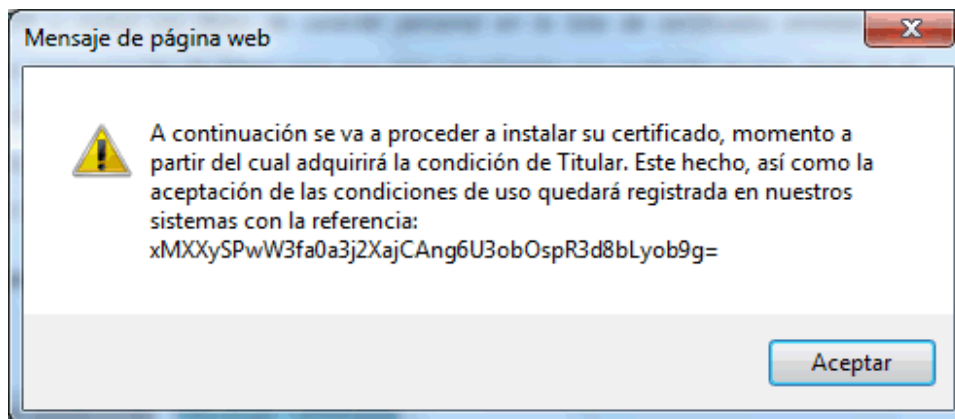 Mensaje de página web
A continuación se va a proceder a instalar su certificado, momento a
partir del cual adquirirá la condición de Titular. Este hecho, así como la
aceptación de las condiciones de uso quedará registrada en nuestros
sistemas con la referencia:
xMXXySPwW3fa0a3j2XajCAng6U3obOspR3d8bLyob9g=
Aceptar